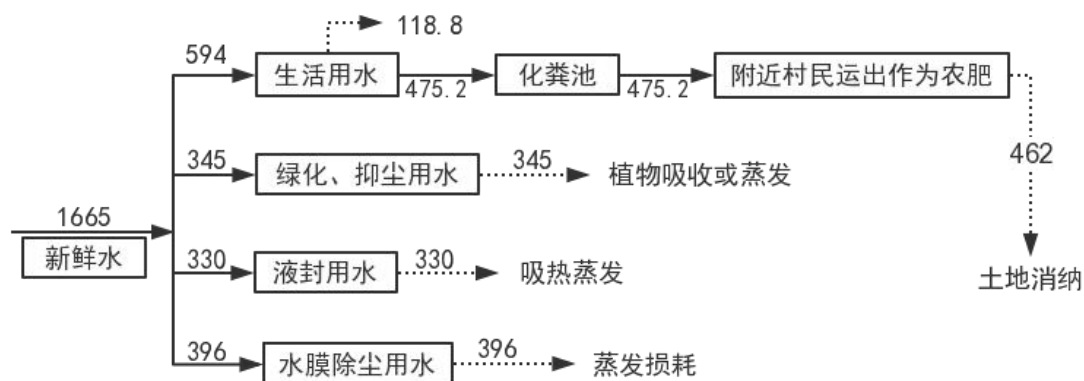 118.8
594
生活用水
475.2
化粪池
475.2
附近村民运出作为农肥
462
土地消纳
345
绿化、抑尘用水
345
植物吸收或蒸发
1665
新鲜水
330
液封用水
330
吸热蒸发
396
水膜除尘用水
396
蒸发损耗